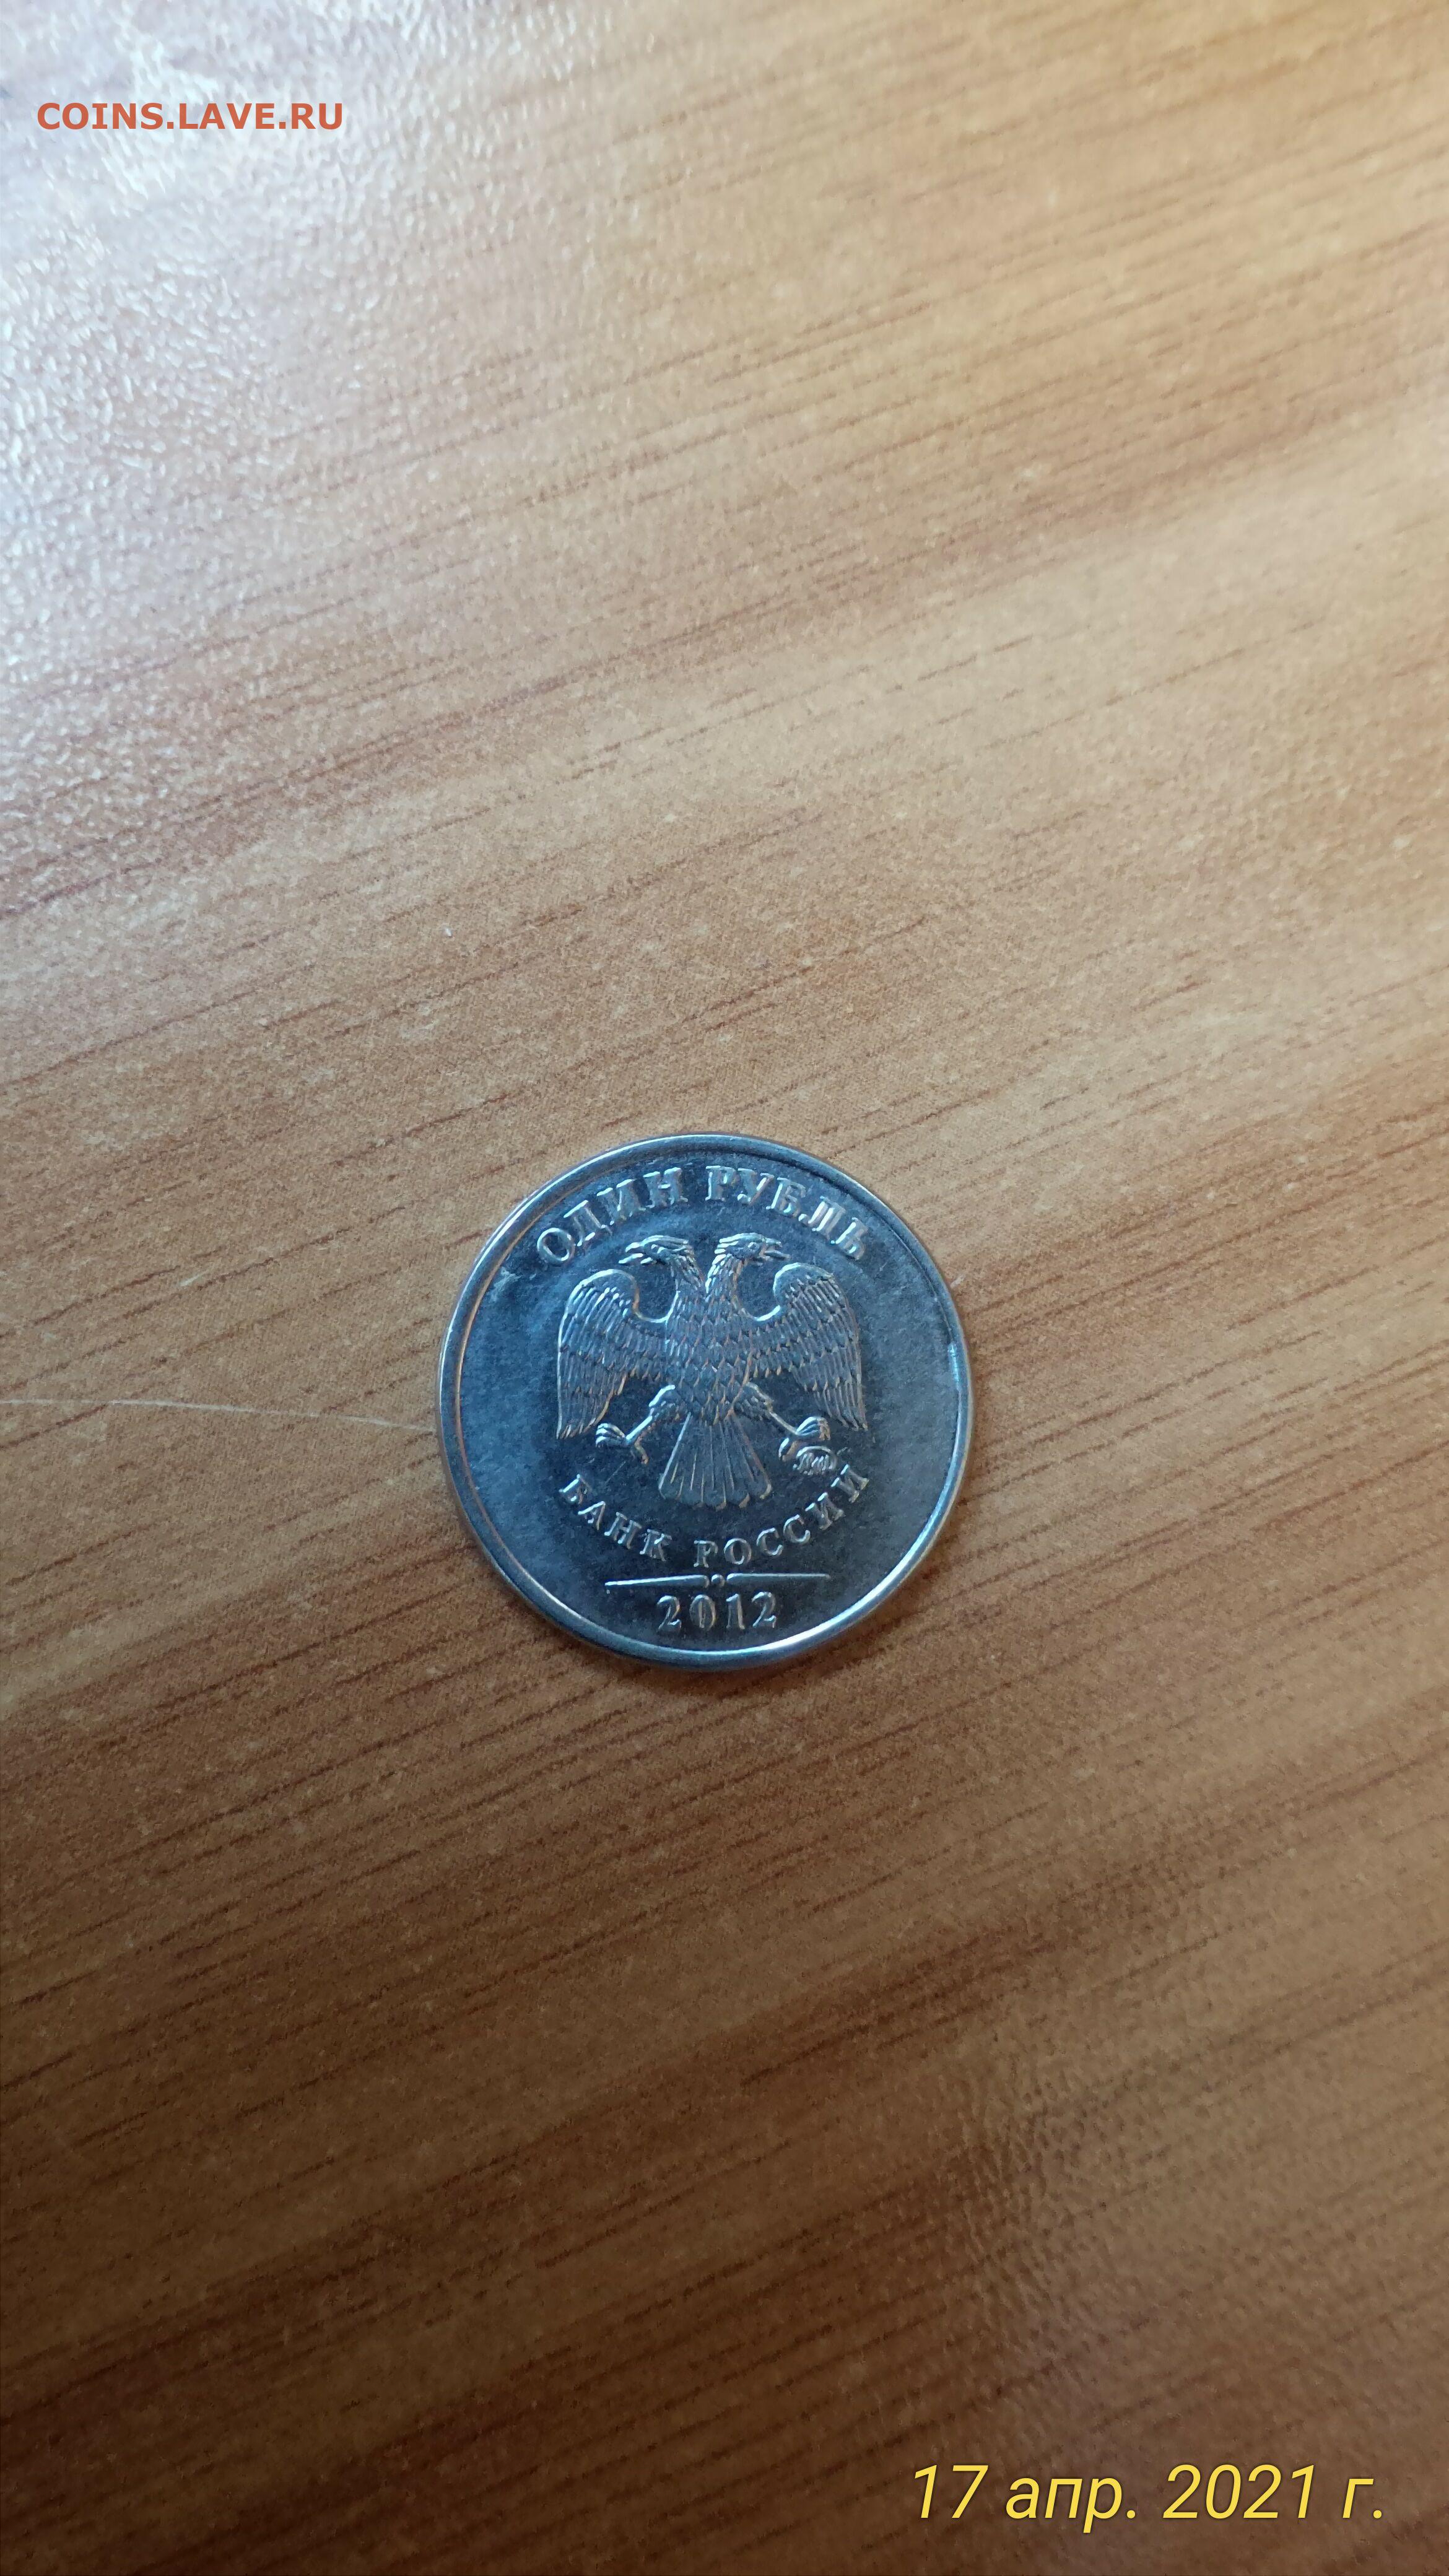 COINS.LAVE.RU
ОДИН РУБЛЬ
БАНК РОССИИ
2012
17 апр. 2021 г.